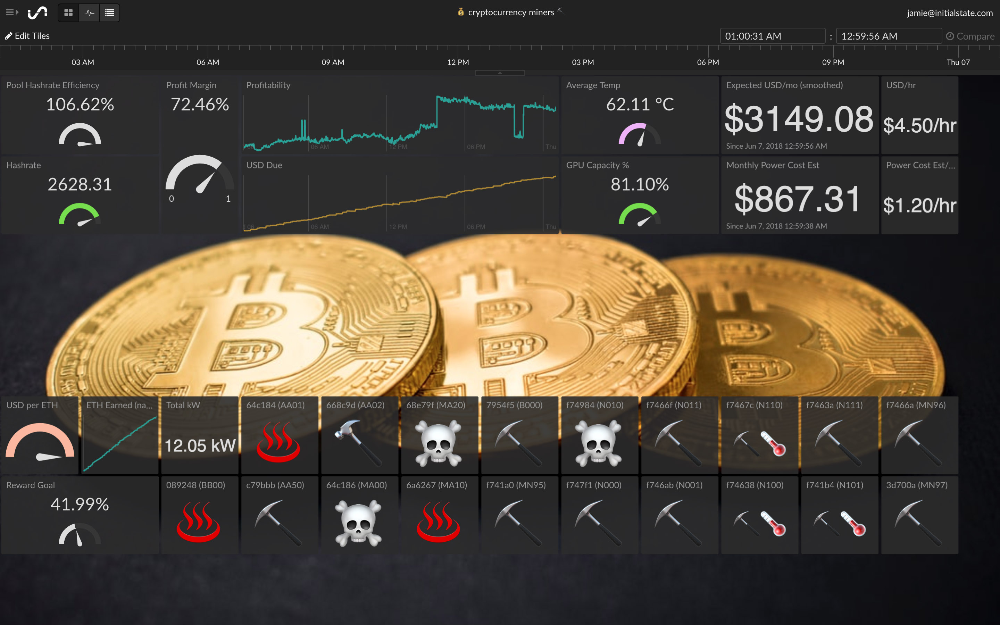 cryptocurrency miners
jamie@initialstate.com
Edit Tiles
01:00:31 AM : 12:59:56 AM Compare
03 AM 06 AM 09 AM 12 PM 03 PM 06 PM 09 PM Thu 07
Pool Hashrate Efficiency
106.62%
Profit Margin
72.46%
0 1
Profitability
06 AM 12 PM 06 PM Thu
Average Temp
62.11 °C
Expected USD/mo (smoothed)
$3149.08
Since Jun 7, 2018 12:59:56 AM
USD/hr
$4.50/hr
Hashrate
2628.31
USD Due
06 06 AM 12 PM 06 PM Thu
GPU Capacity %
81.10%
Monthly Power Cost Est
$867.31
Since Jun 7, 2018 12:59:38 AM
Power Cost Est/...
$1.20/hr
USD per ETH
ETH Earned (na...
Total kW
12.05 kW
64c184 (AA01)
668c9d (AA02)
68e79f (MA20)
7954f5 (B000)
f74984 (N010)
f7466f (N011)
f7467c (N110)
f7463a (N111)
f7466a (MN96)
Reward Goal
41.99%
089248 (BB00)
c79bbb (AA50)
64c186 (MA00)
6a6267 (MA10)
f741a0 (MN95)
f747f1 (N000)
f746ab (N001)
f74638 (N100)
f741b4 (N101)
3d700a (MN97)